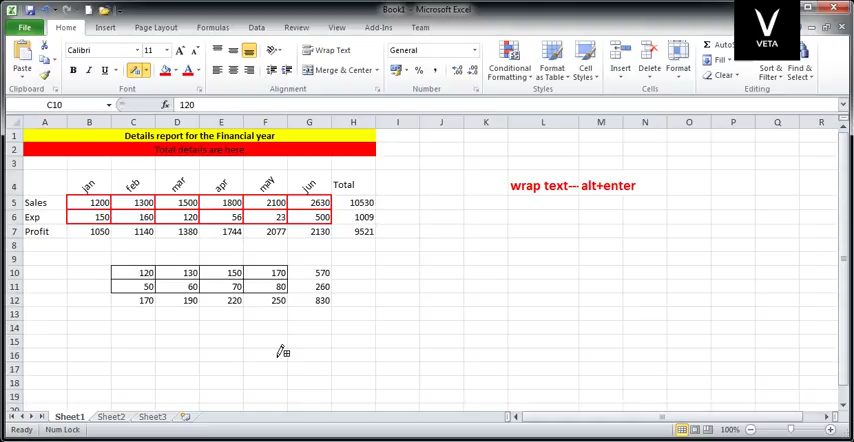 Book1 - Microsoft Excel
File Home Insert Page Layout Formulas Data Review View Add-Ins Team
V
VETA
Calibri 11 A A Wrap Text General Σ
Paste B I U A Merge & Center % , Conditional Formatting Format as Table Cell Styles Insert Delete Format Fill Clear Sort & Filter Find & Select
Clipboard Font Alignment Number Styles Cells Editing
C10 fx 120
A B C D E F G H I J K L M N O P Q R
1 Details report for the Financial year
2 Total details are here
3
4 jan feb mar apr may jun Total wrap text--- alt+enter
5 Sales 1200 1300 1500 1800 2100 2630 10530
6 Exp 150 160 120 56 23 500 1009
7 Profit 1050 1140 1380 1744 2077 2130 9521
8
9
10 120 130 150 170 570
11 50 60 70 80 260
12 170 190 220 250 830
13
14
15
16
17
18
19
20
Sheet1 Sheet2 Sheet3
Ready Num Lock 100%